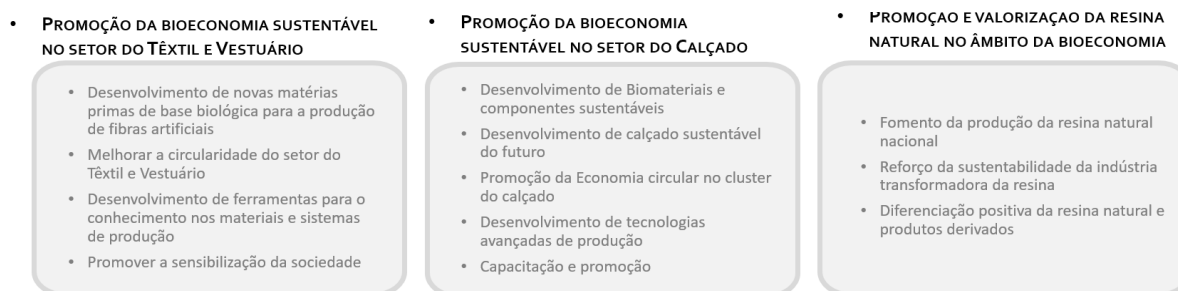 • PROMOÇÃO DA BIOECONOMIA SUSTENTÁVEL
NO SETOR DO TÊXTIL E VESTUÁRIO
• Desenvolvimento de novas matérias
primas de base biológica para a produção
de fibras artificiais
• Melhorar a circularidade do setor do
Têxtil e Vestuário
• Desenvolvimento de ferramentas para o
conhecimento nos materiais e sistemas
de produção
• Promover a sensibilização da sociedade
• PROMOÇÃO DA BIOECONOMIA
SUSTENTÁVEL NO SETOR DO CALÇADO
• Desenvolvimento de Biomateriais e
componentes sustentáveis
• Desenvolvimento de calçado sustentável
do futuro
• Promoção da Economia circular no cluster
do calçado
• Desenvolvimento de tecnologias
avançadas de produção
• Capacitação e promoção
• PROMOÇÃO E VALORIZAÇÃO DA RESINA
NATURAL NO ÂMBITO DA BIOECONOMIA
• Fomento da produção da resina natural
nacional
• Reforço da sustentabilidade da indústria
transformadora da resina
• Diferenciação positiva da resina natural e
produtos derivados